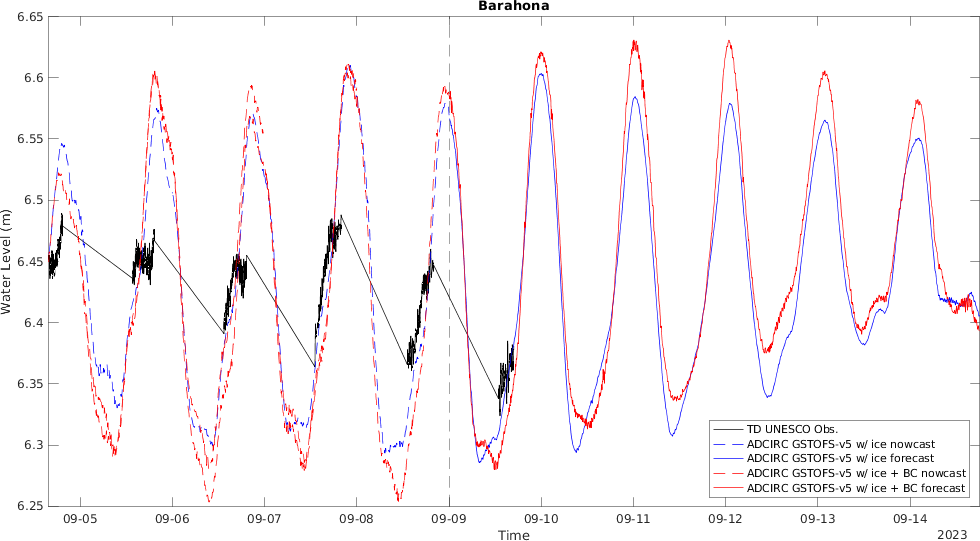 Barahona
Water Level (m)
6.65
6.6
6.55
6.5
6.45
6.4
6.35
6.3
6.25
TD UNESCO Obs.
ADCIRC GSTOFS-v5 w/ ice nowcast
ADCIRC GSTOFS-v5 w/ ice forecast
ADCIRC GSTOFS-v5 w/ ice + BC nowcast
ADCIRC GSTOFS-v5 w/ ice + BC forecast
09-05 09-06 09-07 09-08 09-09 09-10 09-11 09-12 09-13 09-14
Time
2023